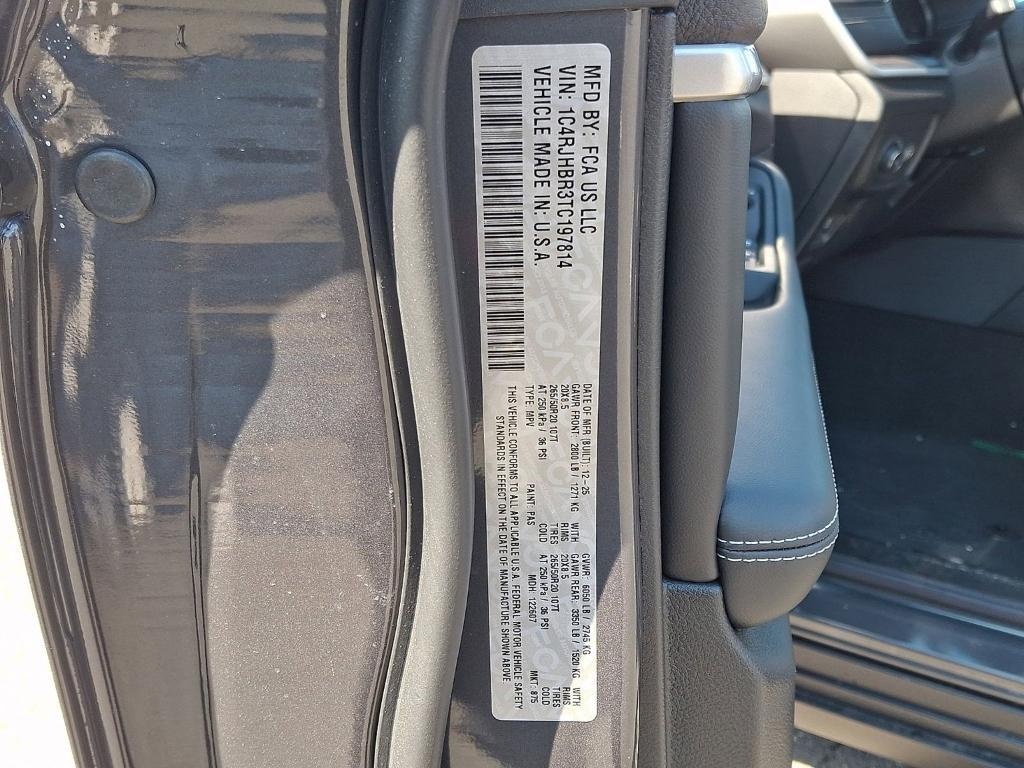 MFD BY: FCA US LLC
VIN: 1C4RJHBR3TC197814
VEHICLE MADE IN: U.S.A.
DATE OF MFR (BUILT): 12-25 GVWR: 6050 LB / 2745 KG
GAWR FRONT: 2800 LB / 1271 KG WITH GAWR REAR: 3350 LB / 1520 KG WITH
20X8.5 RIMS 20X8.5 RIMS
265/50R20 107T TIRES 265/50R20 107T TIRES
AT 250 kPa / 36 PSI COLD AT 250 kPa / 36 PSI COLD
TYPE: MPV PAINT: PAS MDH: 122607 MKT: 875
THIS VEHICLE CONFORMS TO ALL APPLICABLE U.S.A. FEDERAL MOTOR VEHICLE SAFETY
STANDARDS IN EFFECT ON THE DATE OF MANUFACTURE SHOWN ABOVE